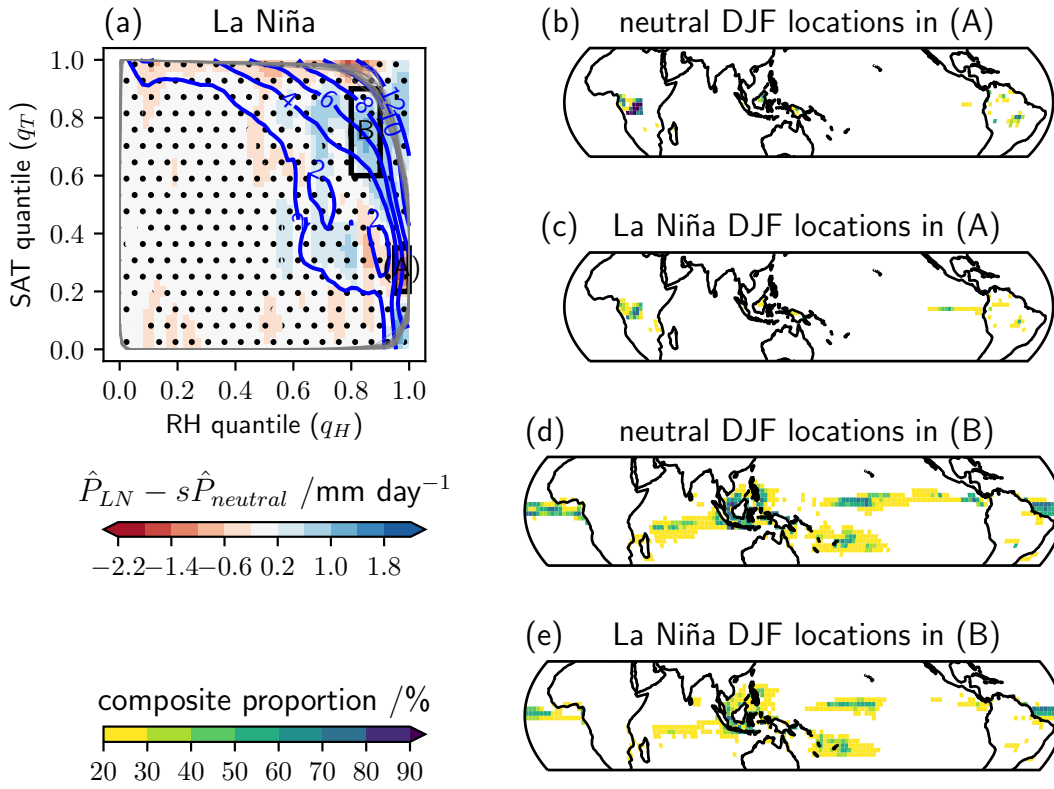 (a) La Niña
1.0
0.8
0.6
0.4
0.2
0.0
SAT quantile (q_T)
4
6
8
12
10
B
2
2
(A)
0.0 0.2 0.4 0.6 0.8 1.0
RH quantile (q_H)
P̂_LN − sP̂_neutral /mm day⁻¹
−2.2 −1.4 −0.6 0.2 1.0 1.8
composite proportion /%
20 30 40 50 60 70 80 90
(b) neutral DJF locations in (A)
(c) La Niña DJF locations in (A)
(d) neutral DJF locations in (B)
(e) La Niña DJF locations in (B)